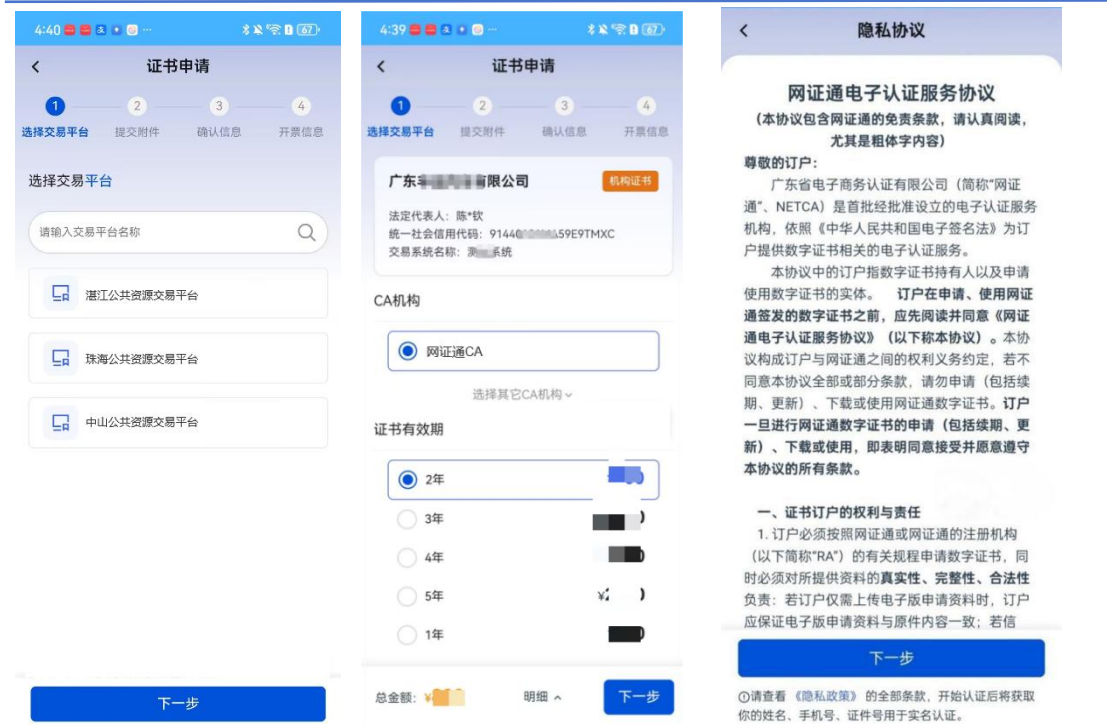 4:40
67
证书申请
1
2
3
4
选择交易平台
提交附件
确认信息
开票信息
选择交易平台
请输入交易平台名称
湛江公共资源交易平台
珠海公共资源交易平台
中山公共资源交易平台
下一步
4:39
67
证书申请
1
2
3
4
选择交易平台
提交附件
确认信息
开票信息
广东 有限公司
机构证书
法定代表人：陈*钦
统一社会信用代码：9144 59E9TMXC
交易系统名称： 系统
CA机构
网证通CA
选择其它CA机构
证书有效期
2年
3年
4年
5年
¥
1年
总金额：¥
明细
下一步
隐私协议
网证通电子认证服务协议
（本协议包含网证通的免责条款，请认真阅读，
尤其是粗体字内容）
尊敬的订户：
广东省电子商务认证有限公司（简称“网证
通”、NETCA）是首批经批准设立的电子认证服务
机构，依照《中华人民共和国电子签名法》为订
户提供数字证书相关的电子认证服务。
本协议中的订户指数字证书持有人以及申请
使用数字证书的实体。 订户在申请、使用网证
通签发的数字证书之前，应先阅读并同意《网证
通电子认证服务协议》（以下称本协议）。本协
议构成订户与网证通之间的权利义务约定，若不
同意本协议全部或部分条款，请勿申请（包括续
期、更新）、下载或使用网证通数字证书。订户
一旦进行网证通数字证书的申请（包括续期、更
新）、下载或使用，即表明同意接受并愿意遵守
本协议的所有条款。
一、证书订户的权利与责任
1. 订户必须按照网证通或网证通的注册机构
（以下简称“RA”）的有关规程申请数字证书，同
时必须对所提供资料的真实性、完整性、合法性
负责：若订户仅需上传电子版申请资料时，订户
应保证电子版申请资料与原件内容一致；若信
下一步
请查看《隐私政策》的全部条款，开始认证后将获取
你的姓名、手机号、证件号用于实名认证。